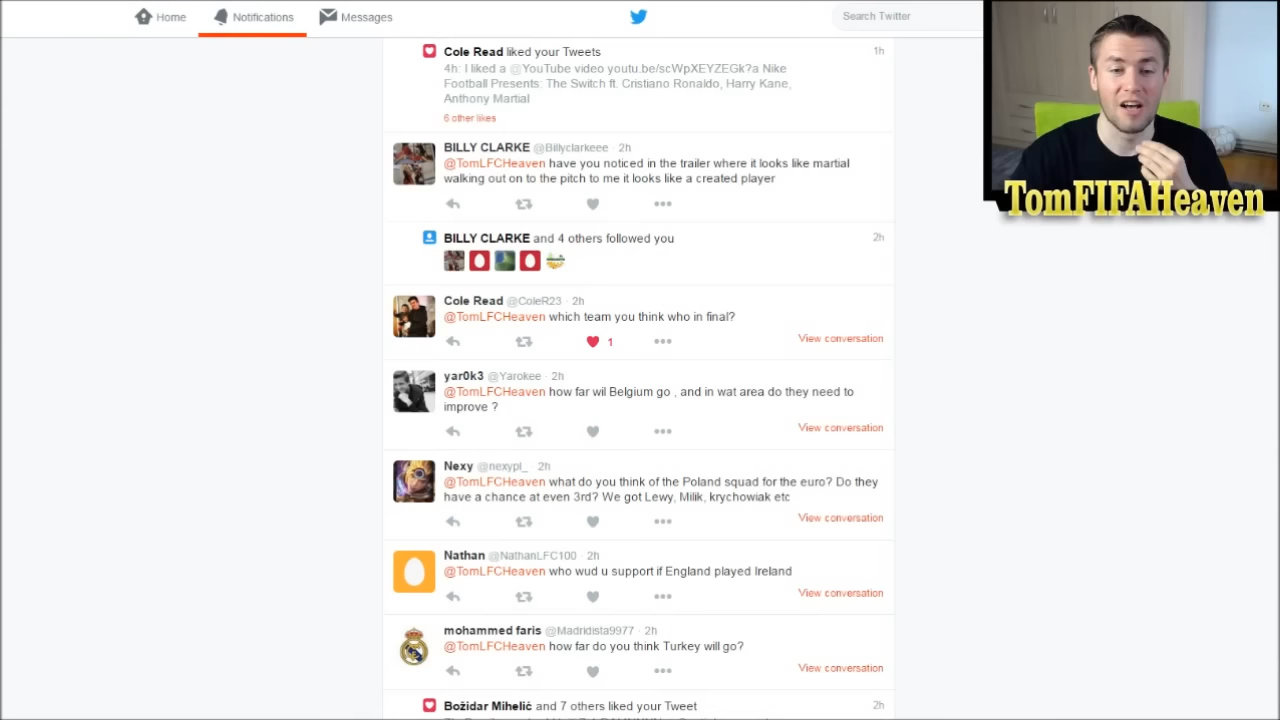 Home
Notifications
Messages
Search Twitter
TomFIFAHeaven
Cole Read liked your Tweets
1h
4h: I liked a @YouTube video youtu.be/scWpXEYZEGk?a Nike
Football Presents: The Switch ft. Cristiano Ronaldo, Harry Kane,
Anthony Martial
6 other likes
BILLY CLARKE @Billyclarkeee · 2h
@TomLFCHeaven have you noticed in the trailer where it looks like martial
walking out on to the pitch to me it looks like a created player
BILLY CLARKE and 4 others followed you
2h
Cole Read @ColeR23 · 2h
@TomLFCHeaven which team you think who in final?
1
View conversation
yar0k3 @Yarokee · 2h
@TomLFCHeaven how far wil Belgium go , and in wat area do they need to
improve ?
View conversation
Nexy @nexypl_ · 2h
@TomLFCHeaven what do you think of the Poland squad for the euro? Do they
have a chance at even 3rd? We got Lewy, Milik, krychowiak etc
View conversation
Nathan @NathanLFC100 · 2h
@TomLFCHeaven who wud u support if England played Ireland
View conversation
mohammed faris @Madridista9977 · 2h
@TomLFCHeaven how far do you think Turkey will go?
View conversation
Božidar Mihelić and 7 others liked your Tweet
2h